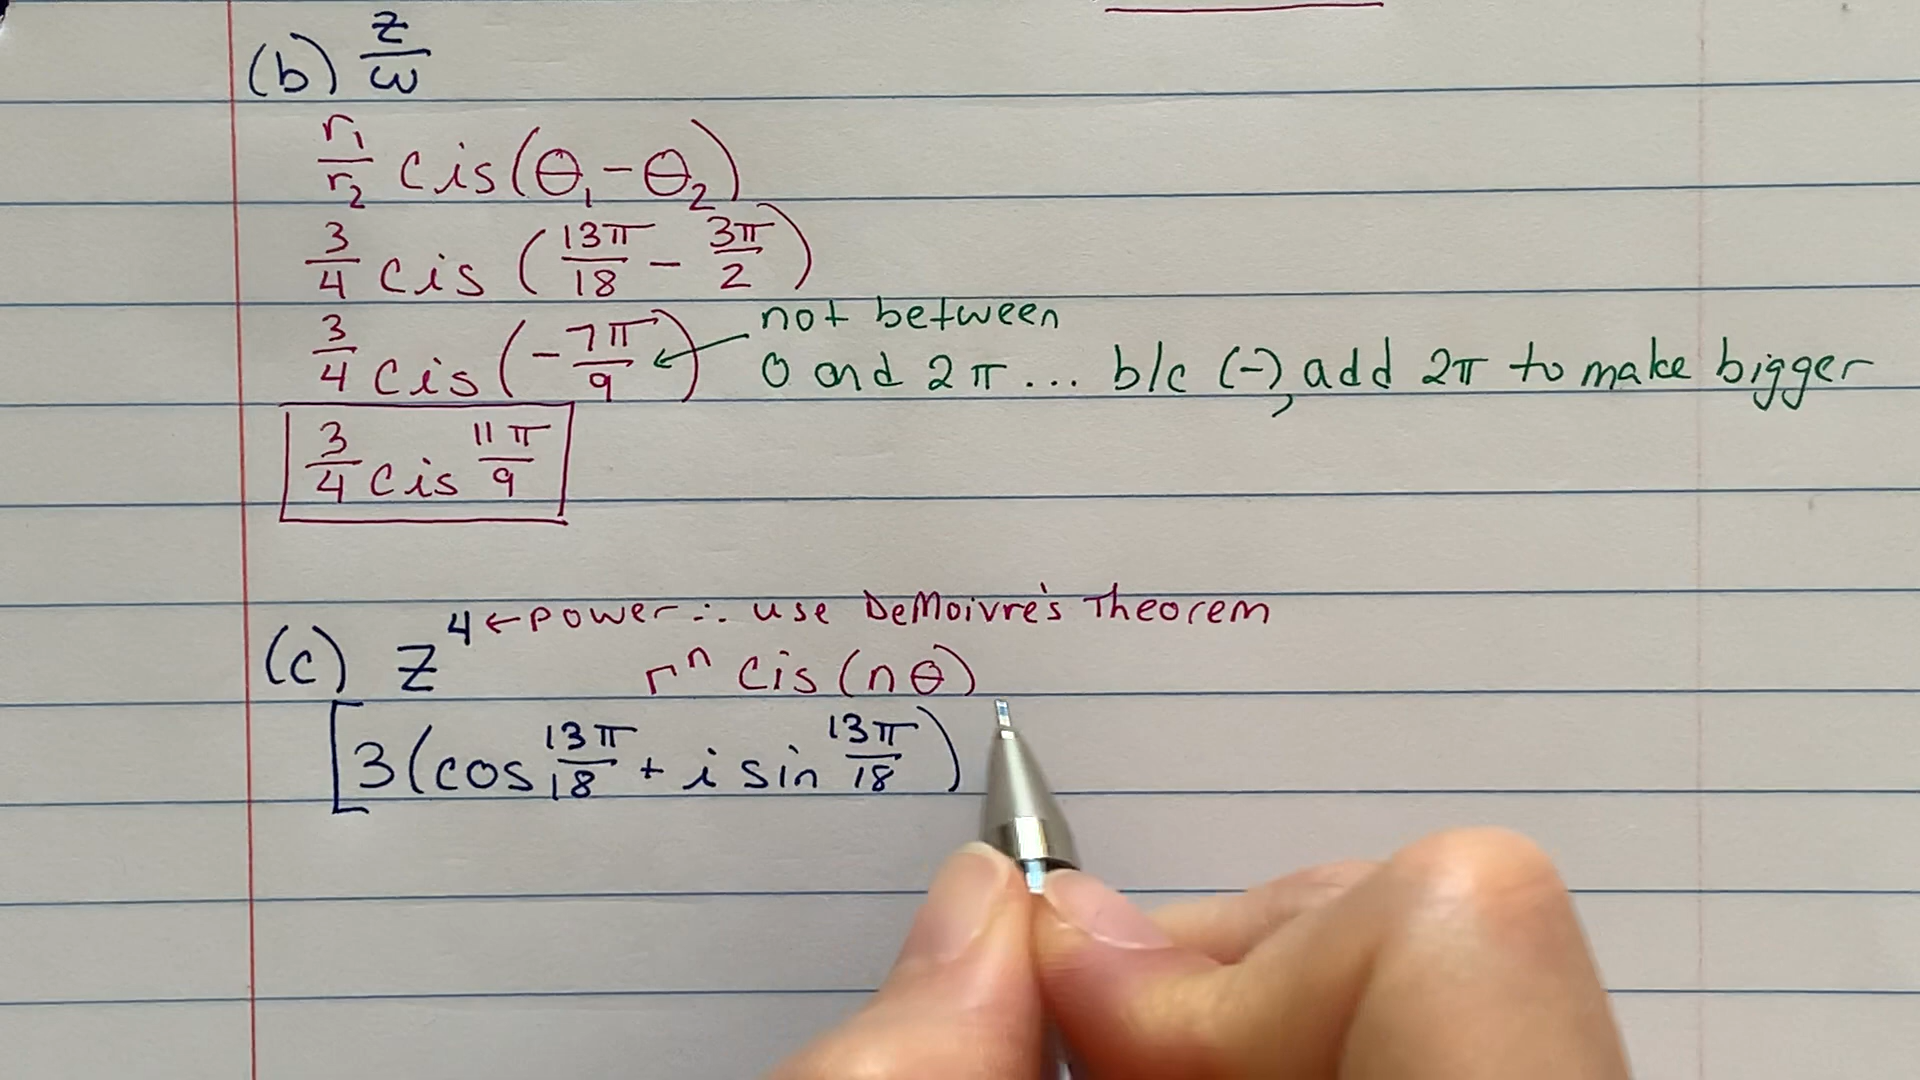 (b) z/ω
r₁/r₂ cis(θ₁-θ₂)
3/4 cis (13π/18 - 3π/2)
3/4 cis (-7π/9) ← not between
0 and 2π... b/c (-), add 2π to make bigger
3/4 cis 11π/9
(c) z⁴ ← power ∴ use DeMoivre's Theorem
rⁿ cis (nθ)
[3(cos 13π/18 + i sin 13π/18)